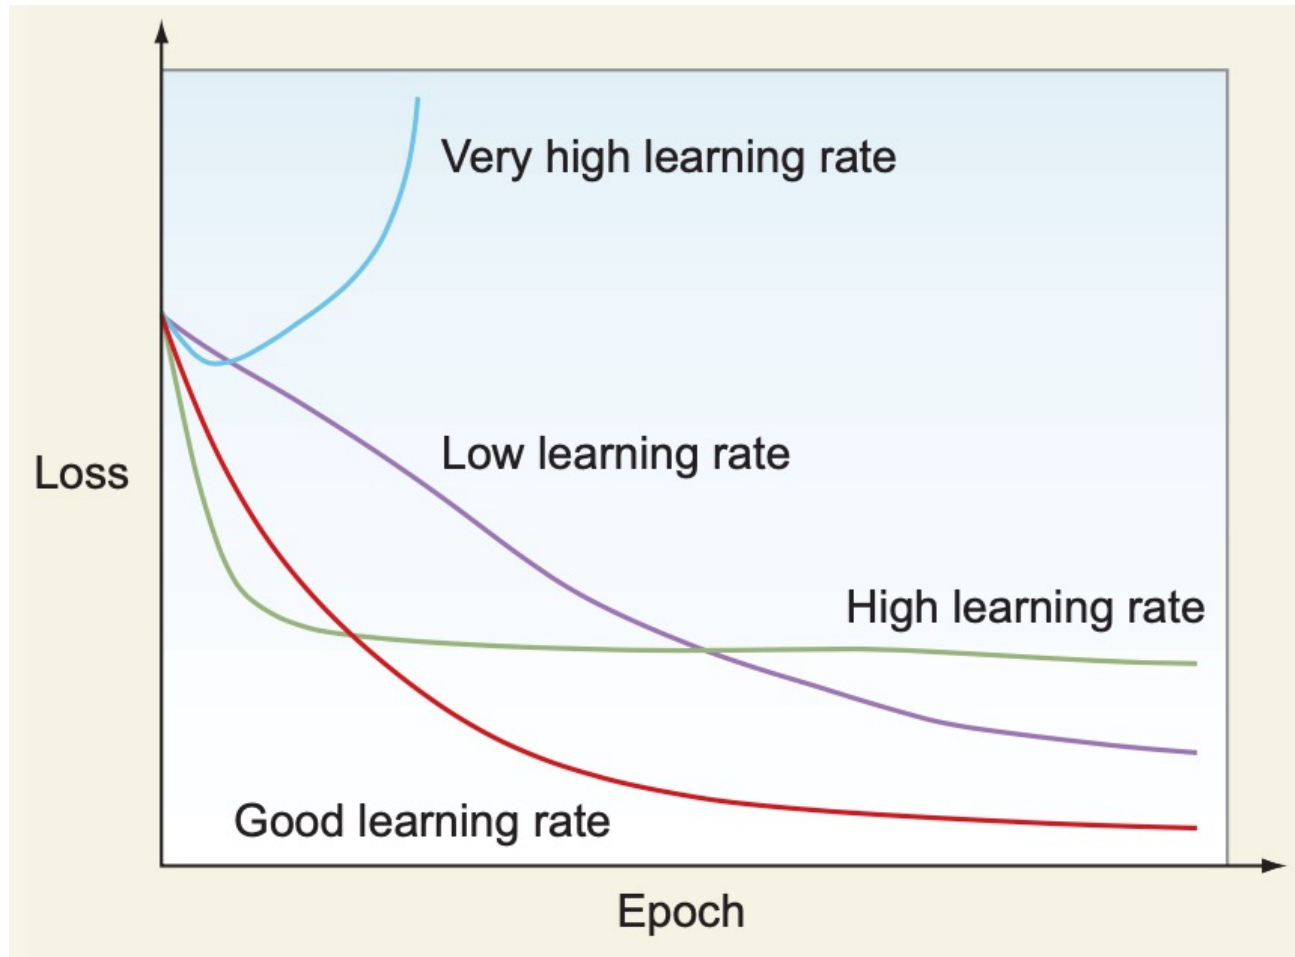 Very high learning rate
Low learning rate
Loss
High learning rate
Good learning rate
Epoch